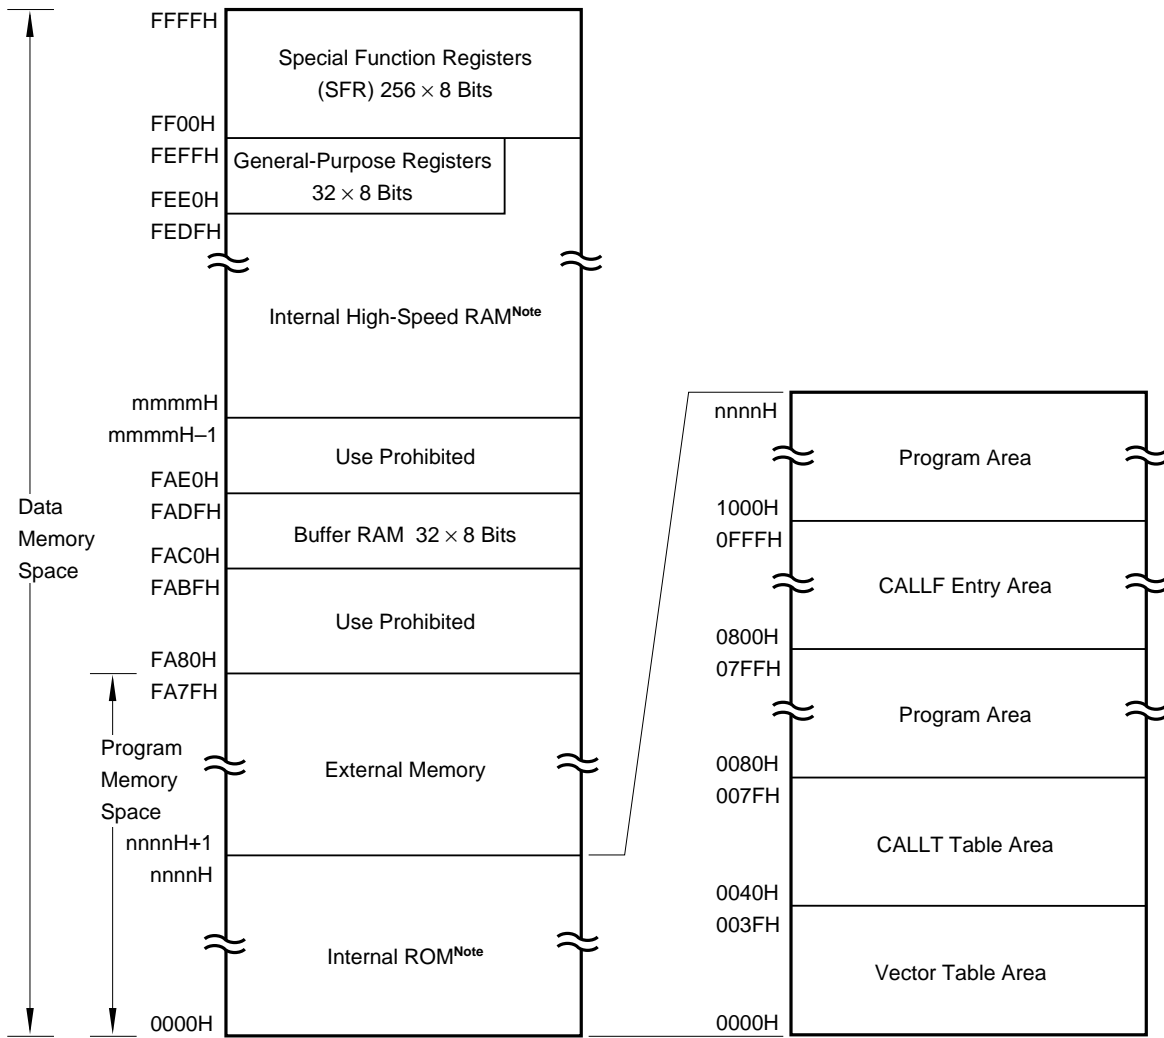 FFFFH
Special Function Registers
(SFR) 256 × 8 Bits
FF00H
FEFFH
General-Purpose Registers
32 × 8 Bits
FEE0H
FEDFH
Internal High-Speed RAMNote
mmmmH
mmmmH–1
Use Prohibited
FAE0H
FADFH
Buffer RAM 32 × 8 Bits
FAC0H
FABFH
Use Prohibited
FA80H
FA7FH
External Memory
nnnnH+1
nnnnH
Internal ROMNote
0000H
Data
Memory
Space
Program
Memory
Space
nnnnH
Program Area
1000H
0FFFH
CALLF Entry Area
0800H
07FFH
Program Area
0080H
007FH
CALLT Table Area
0040H
003FH
Vector Table Area
0000H